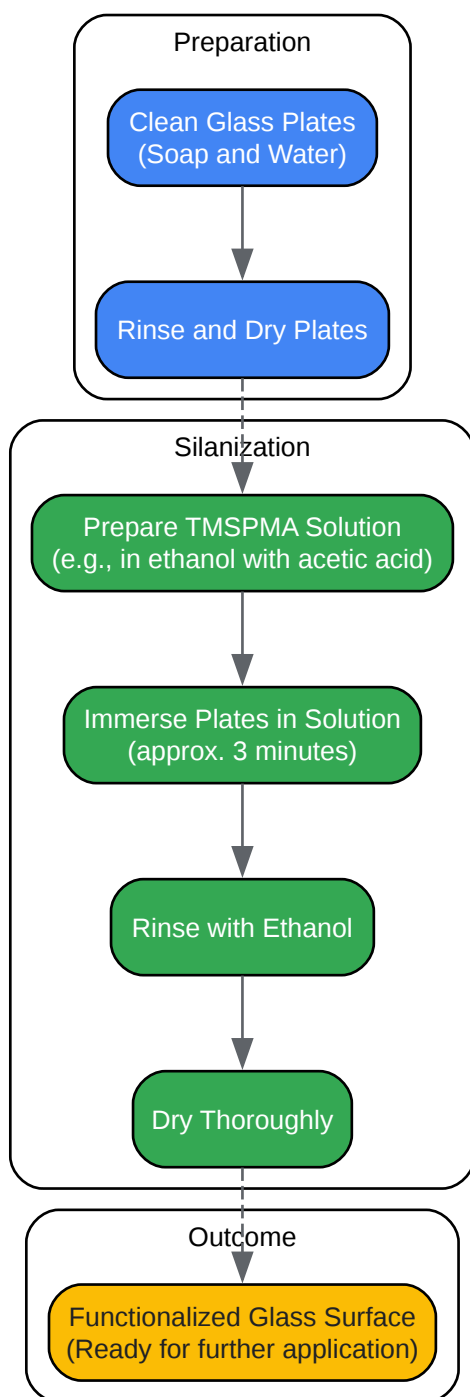 Preparation
Clean Glass Plates
(Soap and Water)
Rinse and Dry Plates
Silanization
Prepare TMSPMA Solution
(e.g., in ethanol with acetic acid)
Immerse Plates in Solution
(approx. 3 minutes)
Rinse with Ethanol
Dry Thoroughly
Outcome
Functionalized Glass Surface
(Ready for further application)